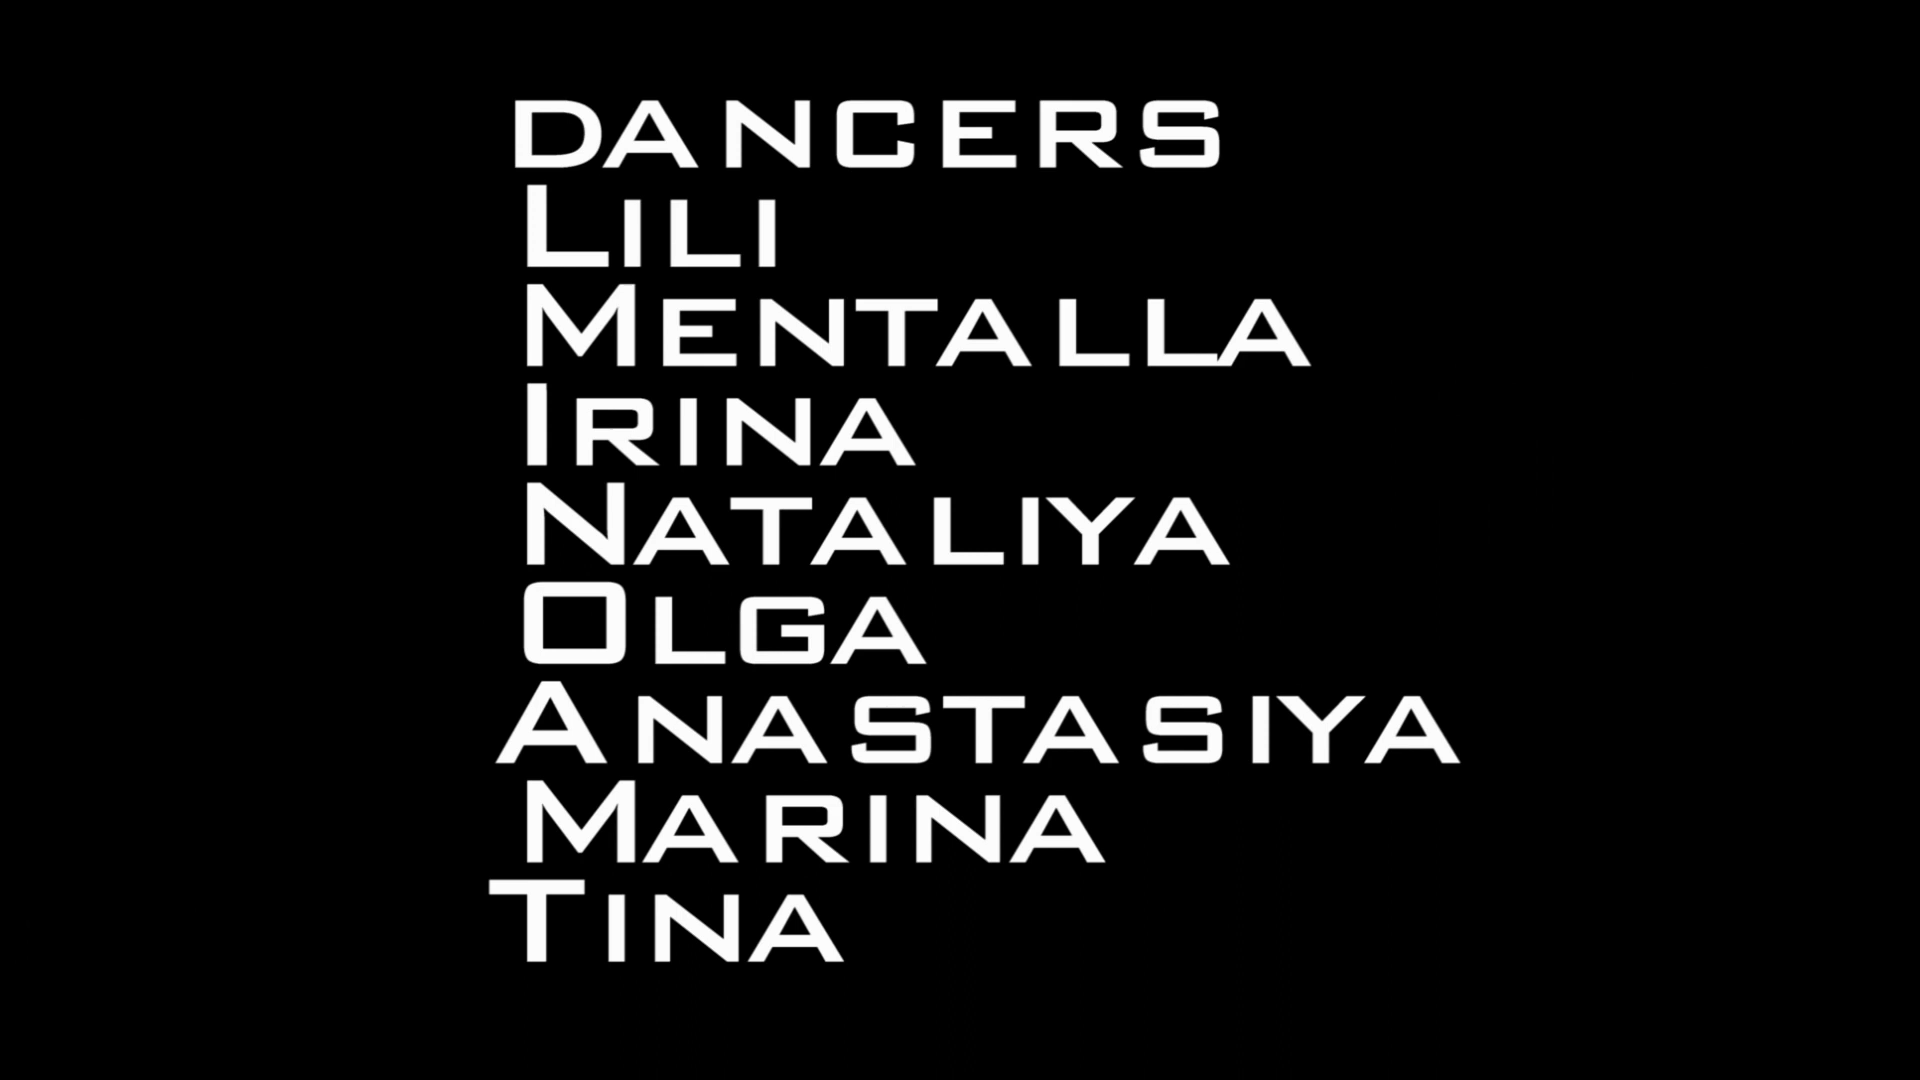 DANCERS
LILI
MENTALLA
IRINA
NATALIYA
OLGA
ANASTASIYA
MARINA
TINA